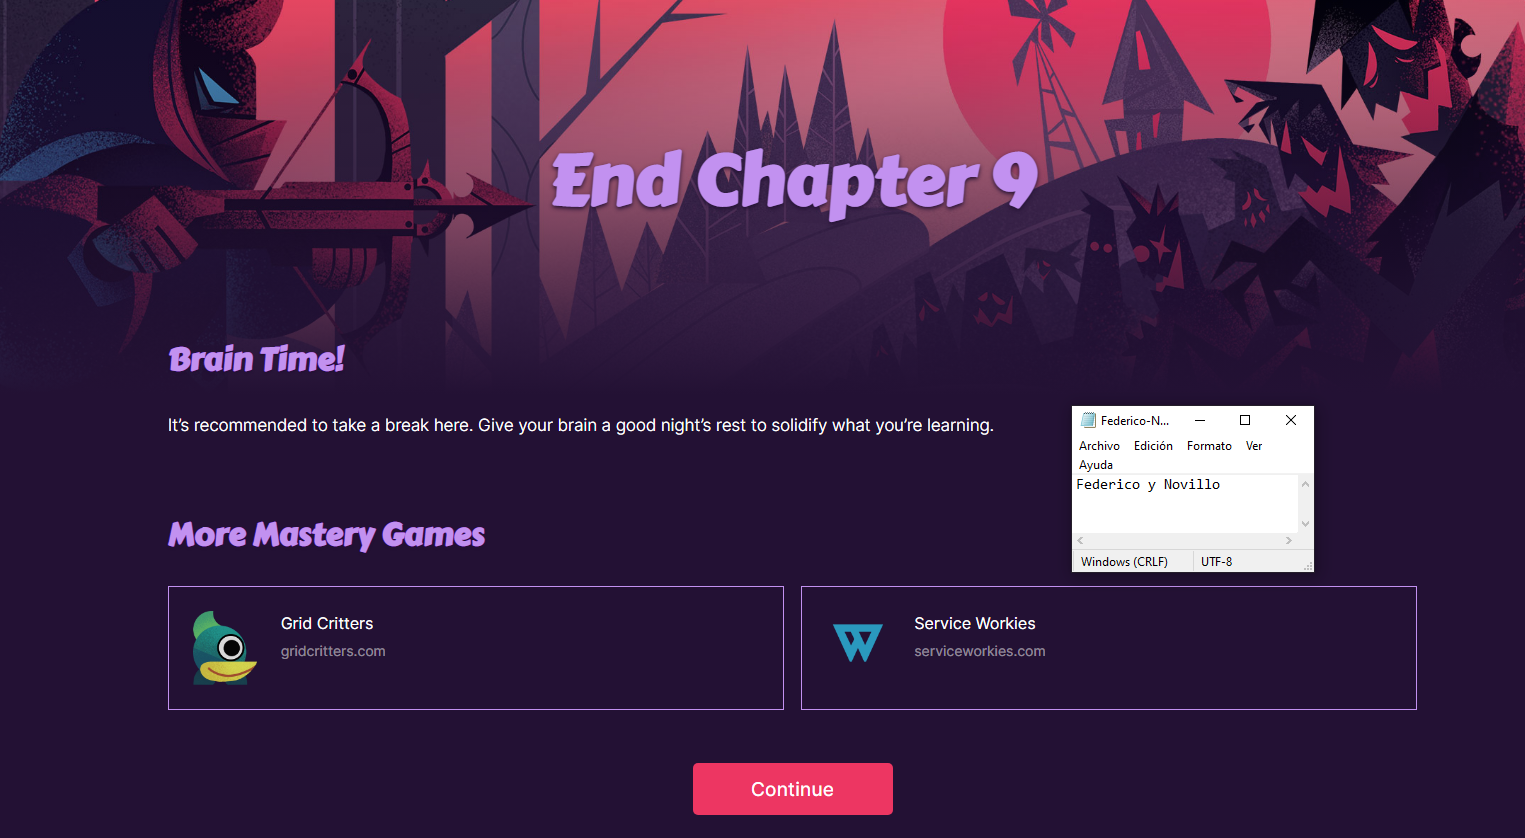 End Chapter 9
Brain Time!
It's recommended to take a break here. Give your brain a good night's rest to solidify what you're learning.
Federico-N...
Archivo Edición Formato Ver
Ayuda
Federico y Novillo
Windows (CRLF) UTF-8
More Mastery Games
Grid Critters
gridcritters.com
Service Workies
serviceworkies.com
Continue